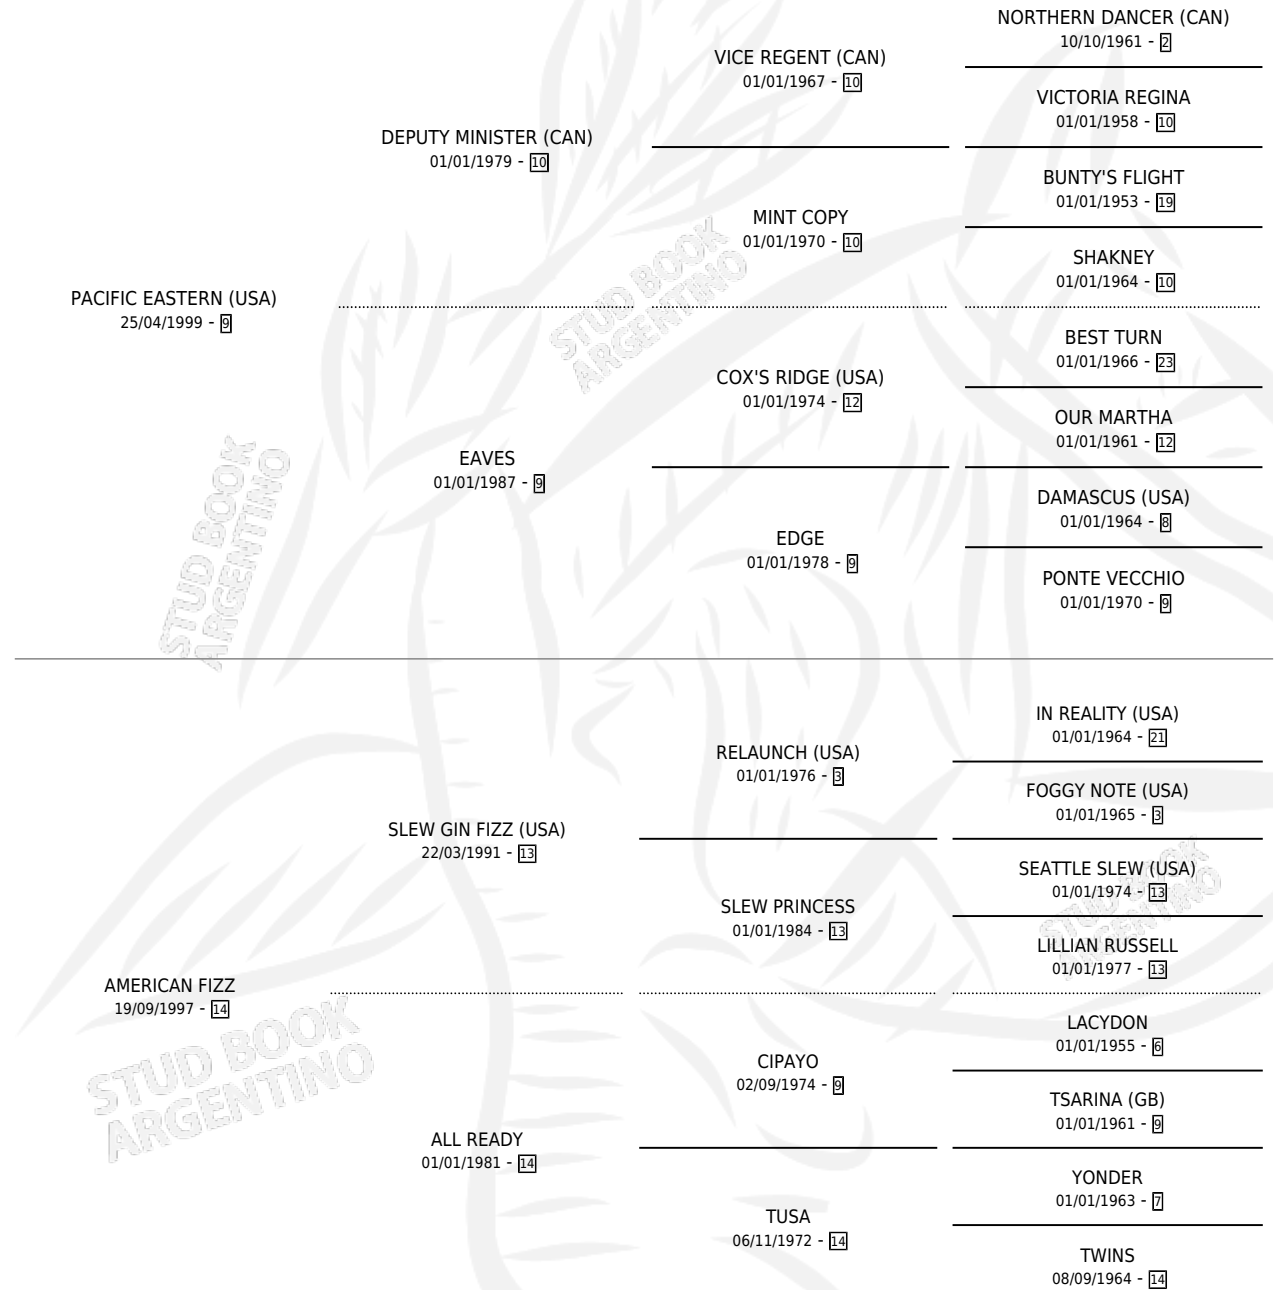 NORTHERN DANCER (CAN)
10/10/1961 - 2
VICE REGENT (CAN)
01/01/1967 - 10
VICTORIA REGINA
01/01/1958 - 10
DEPUTY MINISTER (CAN)
01/01/1979 - 10
BUNTY'S FLIGHT
01/01/1953 - 19
MINT COPY
01/01/1970 - 10
SHAKNEY
01/01/1964 - 10
PACIFIC EASTERN (USA)
25/04/1999 - 9
BEST TURN
01/01/1966 - 23
COX'S RIDGE (USA)
01/01/1974 - 12
OUR MARTHA
01/01/1961 - 12
EAVES
01/01/1987 - 9
DAMASCUS (USA)
01/01/1964 - 8
EDGE
01/01/1978 - 9
PONTE VECCHIO
01/01/1970 - 9
IN REALITY (USA)
01/01/1964 - 21
RELAUNCH (USA)
01/01/1976 - 3
FOGGY NOTE (USA)
01/01/1965 - 3
SLEW GIN FIZZ (USA)
22/03/1991 - 13
SEATTLE SLEW (USA)
01/01/1974 - 13
SLEW PRINCESS
01/01/1984 - 13
LILLIAN RUSSELL
01/01/1977 - 13
AMERICAN FIZZ
19/09/1997 - 14
LACYDON
01/01/1955 - 6
CIPAYO
02/09/1974 - 9
TSARINA (GB)
01/01/1961 - 9
ALL READY
01/01/1981 - 14
YONDER
01/01/1963 - 7
TUSA
06/11/1972 - 14
TWINS
08/09/1964 - 14
STUD BOOK
ARGENTINO
STUD BOOK
ARGENTINO
STUD BOOK
ARGENTINO
STUD BOOK
ARGENTINO